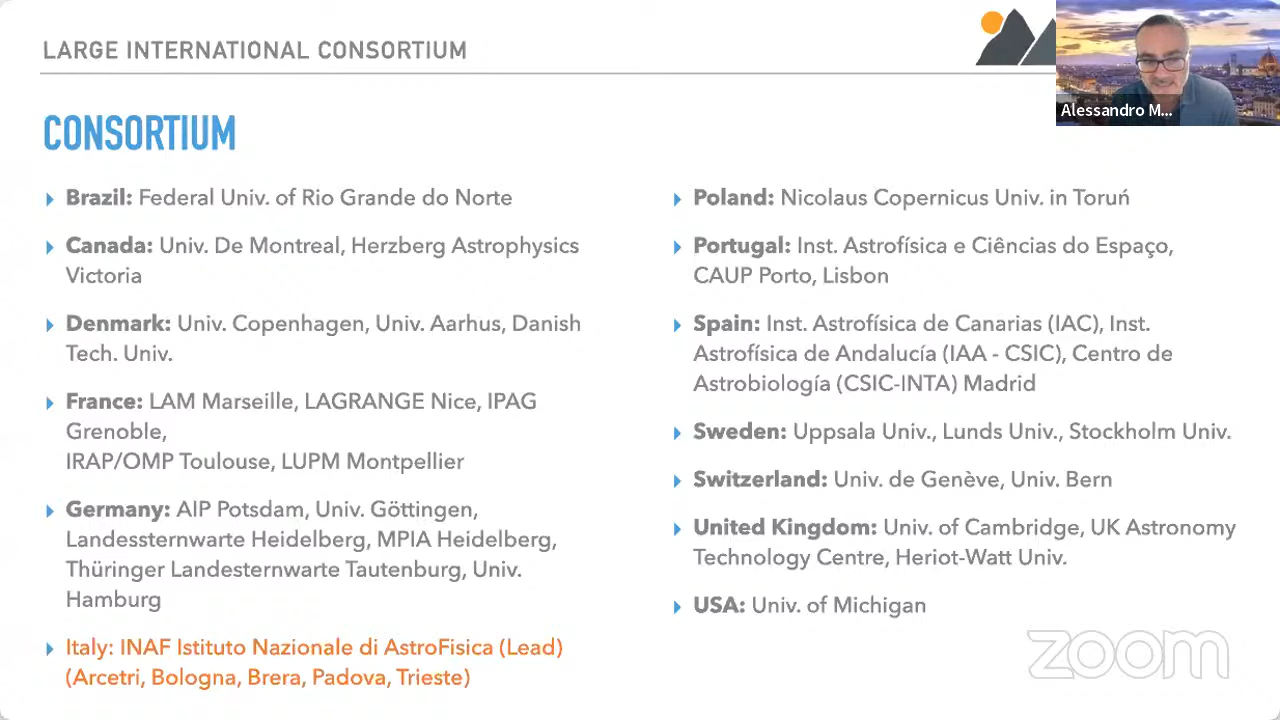 LARGE INTERNATIONAL CONSORTIUM
Alessandro M...
CONSORTIUM
Brazil: Federal Univ. of Rio Grande do Norte
Canada: Univ. De Montreal, Herzberg Astrophysics
Victoria
Denmark: Univ. Copenhagen, Univ. Aarhus, Danish
Tech. Univ.
France: LAM Marseille, LAGRANGE Nice, IPAG
Grenoble,
IRAP/OMP Toulouse, LUPM Montpellier
Germany: AIP Potsdam, Univ. Göttingen,
Landessternwarte Heidelberg, MPIA Heidelberg,
Thüringer Landesternwarte Tautenburg, Univ.
Hamburg
Italy: INAF Istituto Nazionale di AstroFisica (Lead)
(Arcetri, Bologna, Brera, Padova, Trieste)
Poland: Nicolaus Copernicus Univ. in Toruń
Portugal: Inst. Astrofísica e Ciências do Espaço,
CAUP Porto, Lisbon
Spain: Inst. Astrofísica de Canarias (IAC), Inst.
Astrofísica de Andalucía (IAA - CSIC), Centro de
Astrobiología (CSIC-INTA) Madrid
Sweden: Uppsala Univ., Lunds Univ., Stockholm Univ.
Switzerland: Univ. de Genève, Univ. Bern
United Kingdom: Univ. of Cambridge, UK Astronomy
Technology Centre, Heriot-Watt Univ.
USA: Univ. of Michigan
zoom